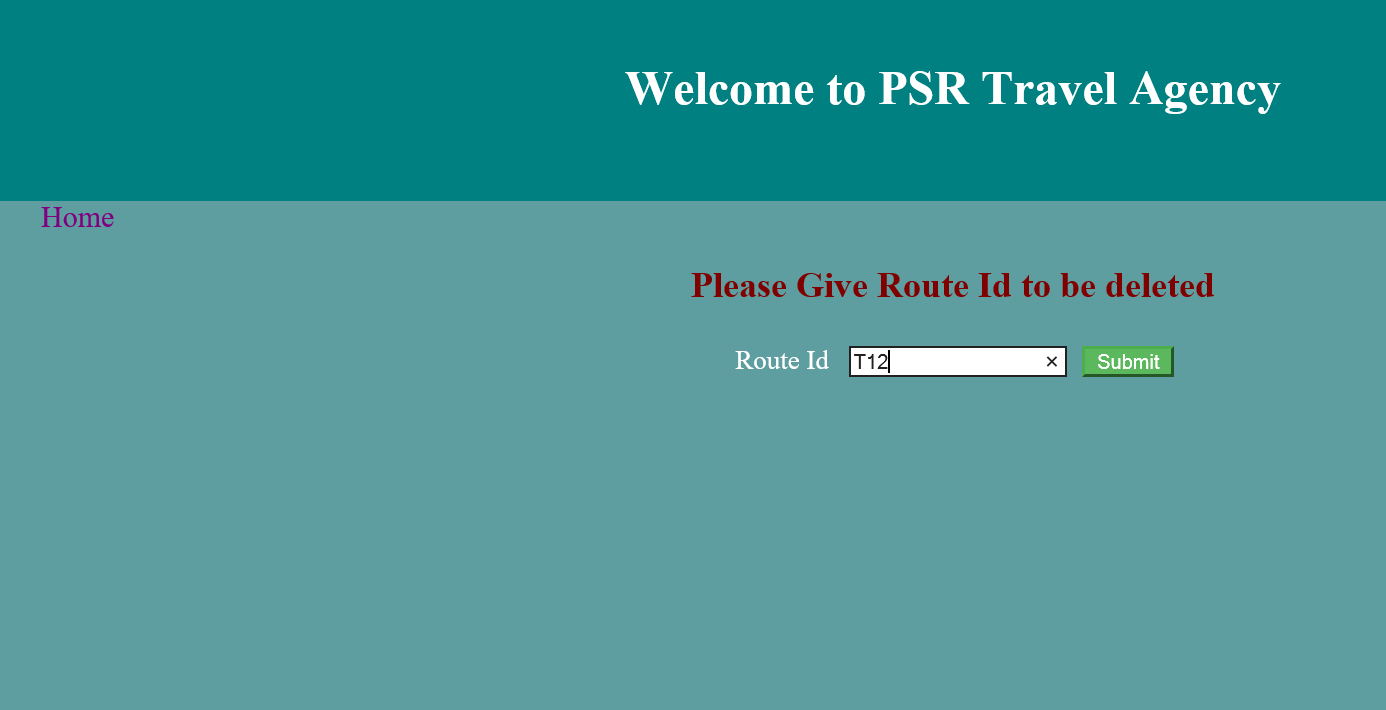 Welcome to PSR Travel Agency
Home
Please Give Route Id to be deleted
Route Id T12 × Submit